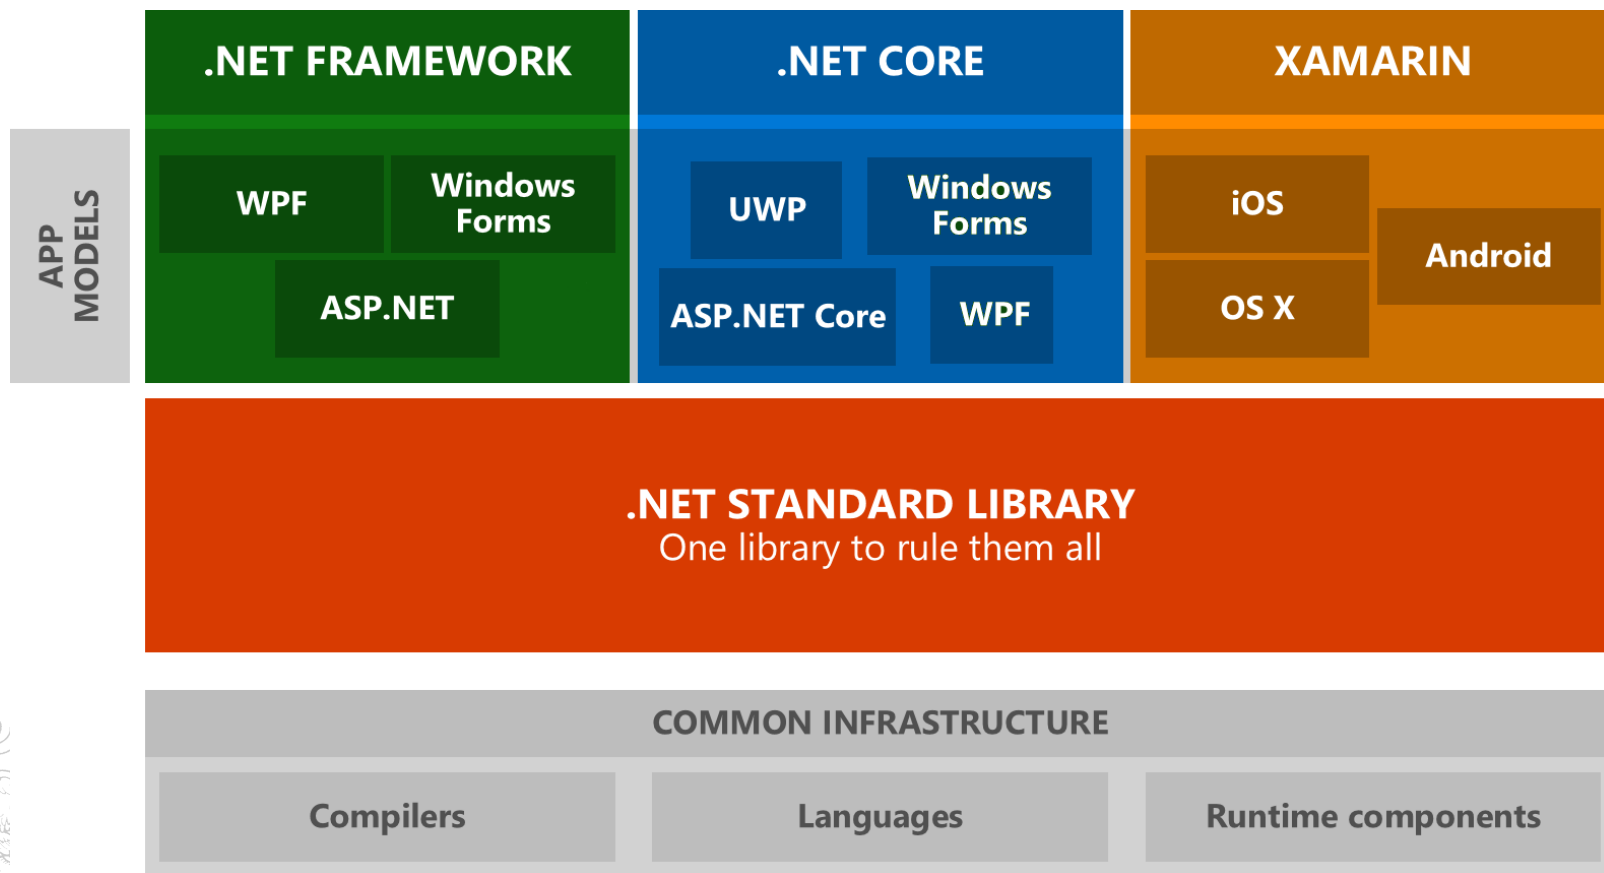 .NET FRAMEWORK
.NET CORE
XAMARIN
APP
MODELS
WPF
Windows
Forms
ASP.NET
UWP
Windows
Forms
ASP.NET Core
WPF
iOS
Android
OS X
.NET STANDARD LIBRARY
One library to rule them all
COMMON INFRASTRUCTURE
Compilers
Languages
Runtime components